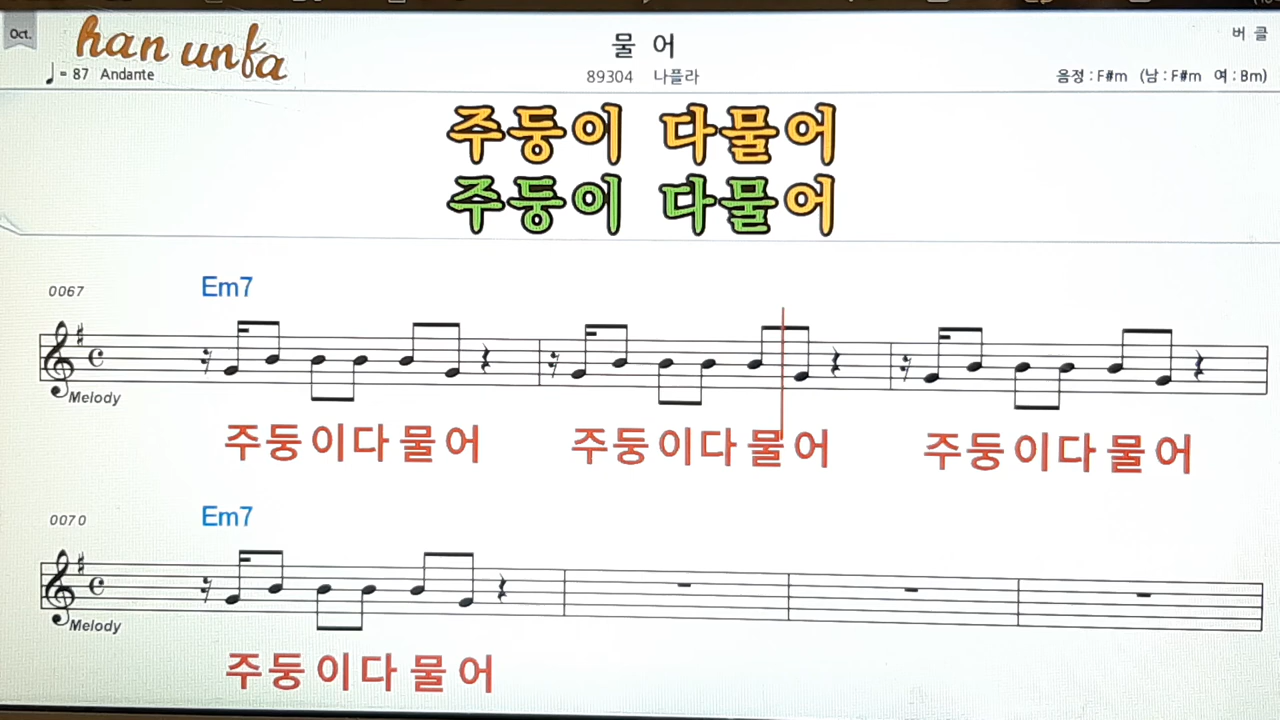 Oct.
han unfa
물 어
버 클
♩= 87 Andante
89304 나플라
음정 : F#m (남 : F#m 여 : Bm)
주둥이 다물어
주둥이 다물어
0067
Em7
Melody
주둥이다물어 주둥이다물어 주둥이다물어
0070
Em7
Melody
주둥이다물어